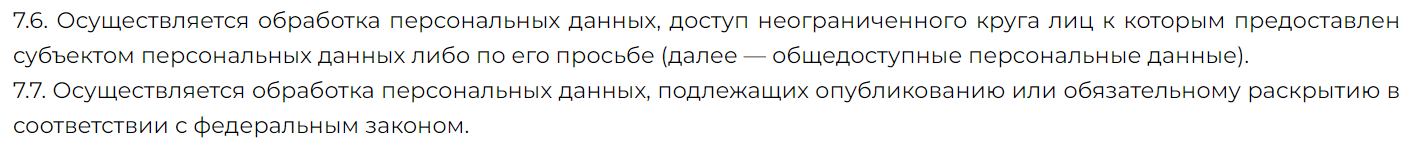 7.6. Осуществляется обработка персональных данных, доступ неограниченного круга лиц к которым предоставлен
субъектом персональных данных либо по его просьбе (далее — общедоступные персональные данные).
7.7. Осуществляется обработка персональных данных, подлежащих опубликованию или обязательному раскрытию в
соответствии с федеральным законом.